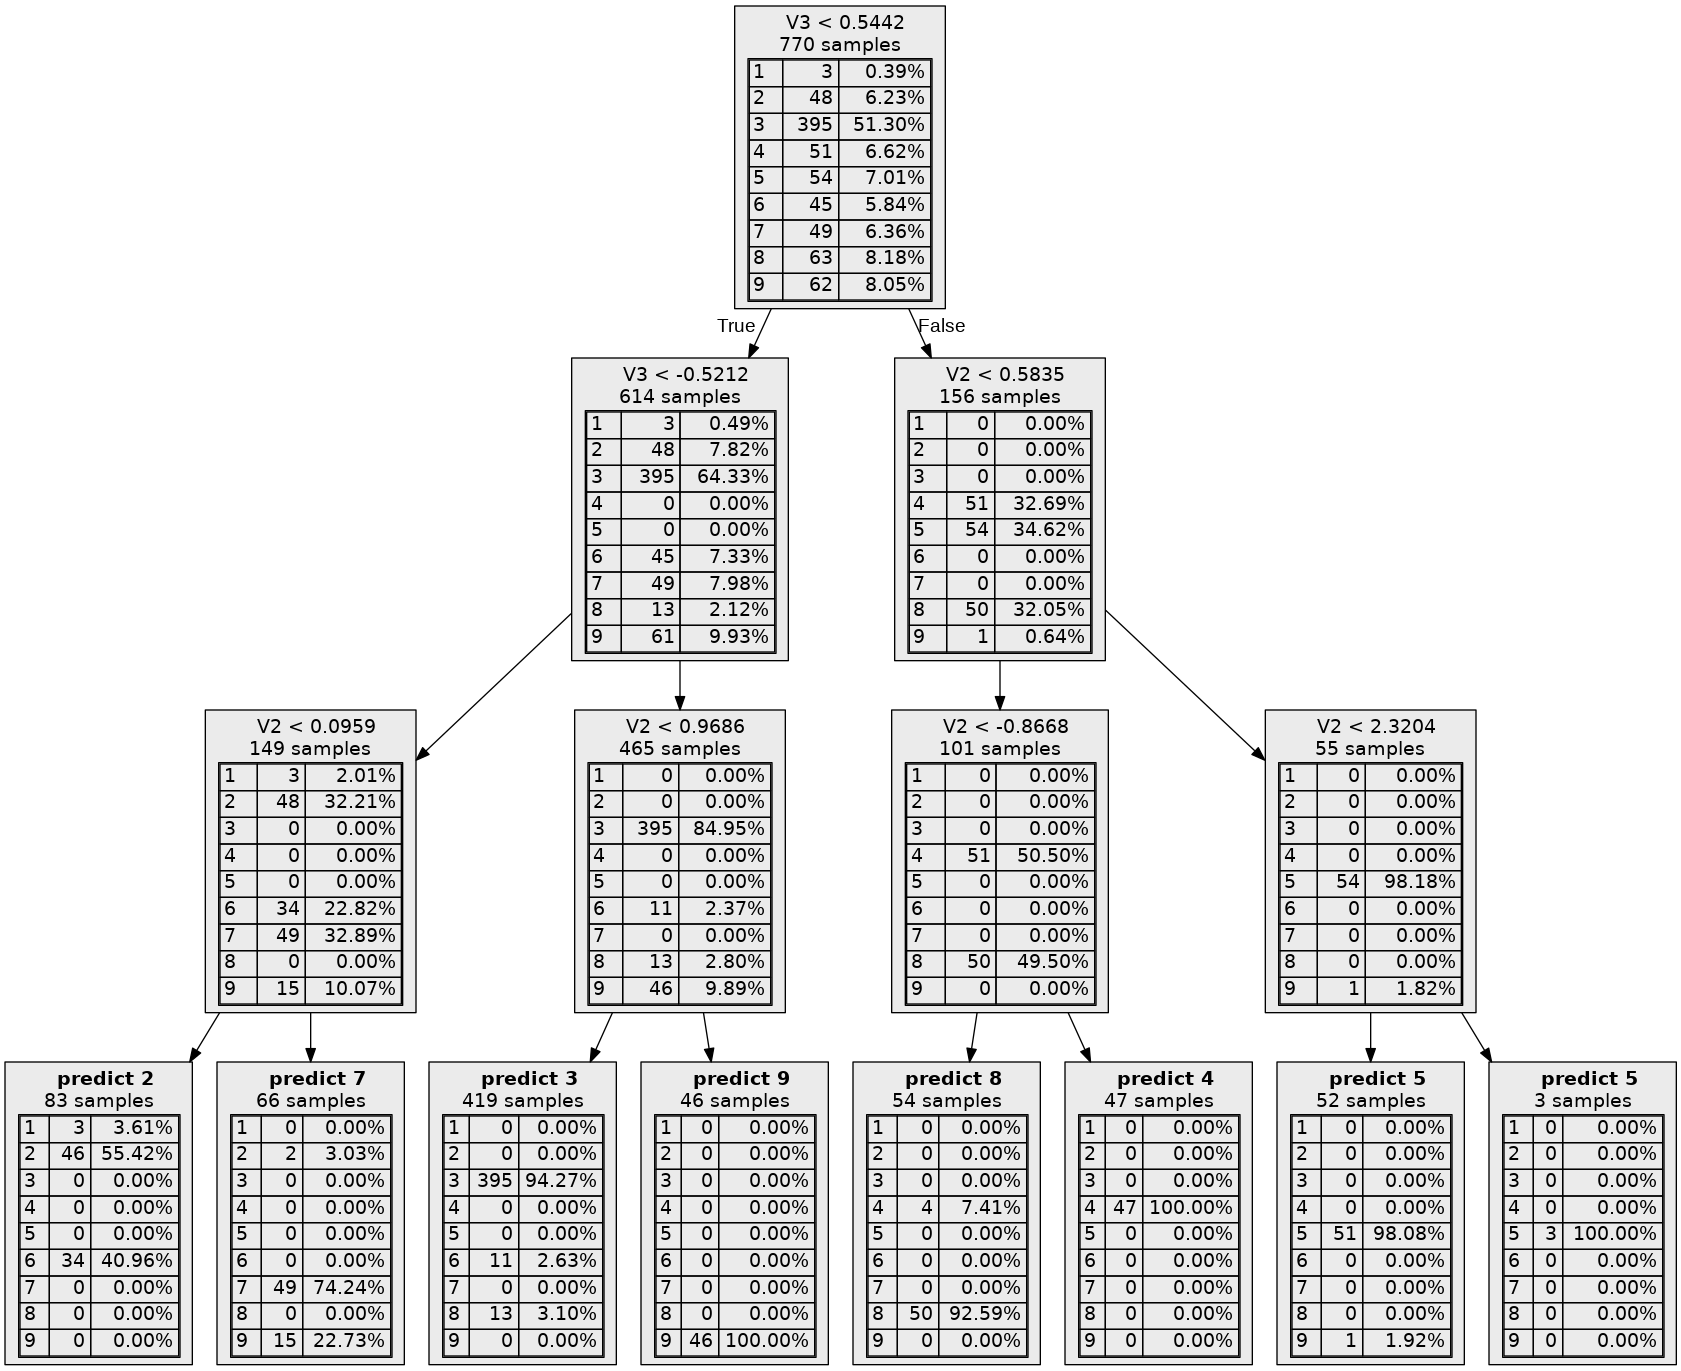 V3 < 0.5442
770 samples
1 3 0.39%
2 48 6.23%
3 395 51.30%
4 51 6.62%
5 54 7.01%
6 45 5.84%
7 49 6.36%
8 63 8.18%
9 62 8.05%
True
False
V3 < -0.5212
614 samples
1 3 0.49%
2 48 7.82%
3 395 64.33%
4 0 0.00%
5 0 0.00%
6 45 7.33%
7 49 7.98%
8 13 2.12%
9 61 9.93%
V2 < 0.5835
156 samples
1 0 0.00%
2 0 0.00%
3 0 0.00%
4 51 32.69%
5 54 34.62%
6 0 0.00%
7 0 0.00%
8 50 32.05%
9 1 0.64%
V2 < 0.0959
149 samples
1 3 2.01%
2 48 32.21%
3 0 0.00%
4 0 0.00%
5 0 0.00%
6 34 22.82%
7 49 32.89%
8 0 0.00%
9 15 10.07%
V2 < 0.9686
465 samples
1 0 0.00%
2 0 0.00%
3 395 84.95%
4 0 0.00%
5 0 0.00%
6 11 2.37%
7 0 0.00%
8 13 2.80%
9 46 9.89%
V2 < -0.8668
101 samples
1 0 0.00%
2 0 0.00%
3 0 0.00%
4 51 50.50%
5 0 0.00%
6 0 0.00%
7 0 0.00%
8 50 49.50%
9 0 0.00%
V2 < 2.3204
55 samples
1 0 0.00%
2 0 0.00%
3 0 0.00%
4 0 0.00%
5 54 98.18%
6 0 0.00%
7 0 0.00%
8 0 0.00%
9 1 1.82%
predict 2
83 samples
1 3 3.61%
2 46 55.42%
3 0 0.00%
4 0 0.00%
5 0 0.00%
6 34 40.96%
7 0 0.00%
8 0 0.00%
9 0 0.00%
predict 7
66 samples
1 0 0.00%
2 2 3.03%
3 0 0.00%
4 0 0.00%
5 0 0.00%
6 0 0.00%
7 49 74.24%
8 0 0.00%
9 15 22.73%
predict 3
419 samples
1 0 0.00%
2 0 0.00%
3 395 94.27%
4 0 0.00%
5 0 0.00%
6 11 2.63%
7 0 0.00%
8 13 3.10%
9 0 0.00%
predict 9
46 samples
1 0 0.00%
2 0 0.00%
3 0 0.00%
4 0 0.00%
5 0 0.00%
6 0 0.00%
7 0 0.00%
8 0 0.00%
9 46 100.00%
predict 8
54 samples
1 0 0.00%
2 0 0.00%
3 0 0.00%
4 4 7.41%
5 0 0.00%
6 0 0.00%
7 0 0.00%
8 50 92.59%
9 0 0.00%
predict 4
47 samples
1 0 0.00%
2 0 0.00%
3 0 0.00%
4 47 100.00%
5 0 0.00%
6 0 0.00%
7 0 0.00%
8 0 0.00%
9 0 0.00%
predict 5
52 samples
1 0 0.00%
2 0 0.00%
3 0 0.00%
4 0 0.00%
5 51 98.08%
6 0 0.00%
7 0 0.00%
8 0 0.00%
9 1 1.92%
predict 5
3 samples
1 0 0.00%
2 0 0.00%
3 0 0.00%
4 0 0.00%
5 3 100.00%
6 0 0.00%
7 0 0.00%
8 0 0.00%
9 0 0.00%